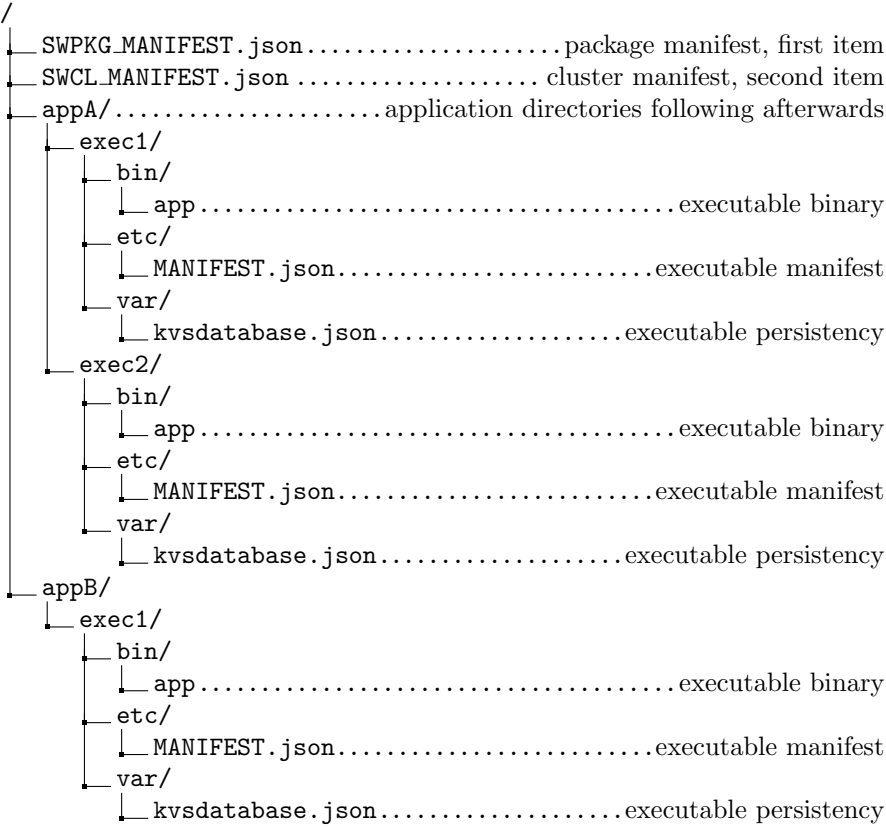 /
SWPKG_MANIFEST.json.....................package manifest, first item
SWCL_MANIFEST.json....................cluster manifest, second item
appA/......................application directories following afterwards
exec1/
bin/
app.......................................executable binary
etc/
MANIFEST.json..........................executable manifest
var/
kvsdatabase.json....................executable persistency
exec2/
bin/
app.......................................executable binary
etc/
MANIFEST.json..........................executable manifest
var/
kvsdatabase.json....................executable persistency
appB/
exec1/
bin/
app.......................................executable binary
etc/
MANIFEST.json..........................executable manifest
var/
kvsdatabase.json....................executable persistency